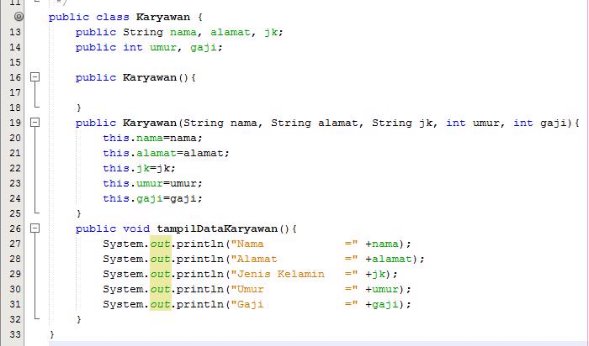 11 */
public class Karyawan {
13 public String nama, alamat, jk;
14 public int umur, gaji;
15
16 public Karyawan(){
17
18 }
19 public Karyawan(String nama, String alamat, String jk, int umur, int gaji){
20 this.nama=nama;
21 this.alamat=alamat;
22 this.jk=jk;
23 this.umur=umur;
24 this.gaji=gaji;
25 }
26 public void tampilDataKaryawan(){
27 System.out.println("Nama =" +nama);
28 System.out.println("Alamat =" +alamat);
29 System.out.println("Jenis Kelamin =" +jk);
30 System.out.println("Umur =" +umur);
31 System.out.println("Gaji =" +gaji);
32 }
33 }